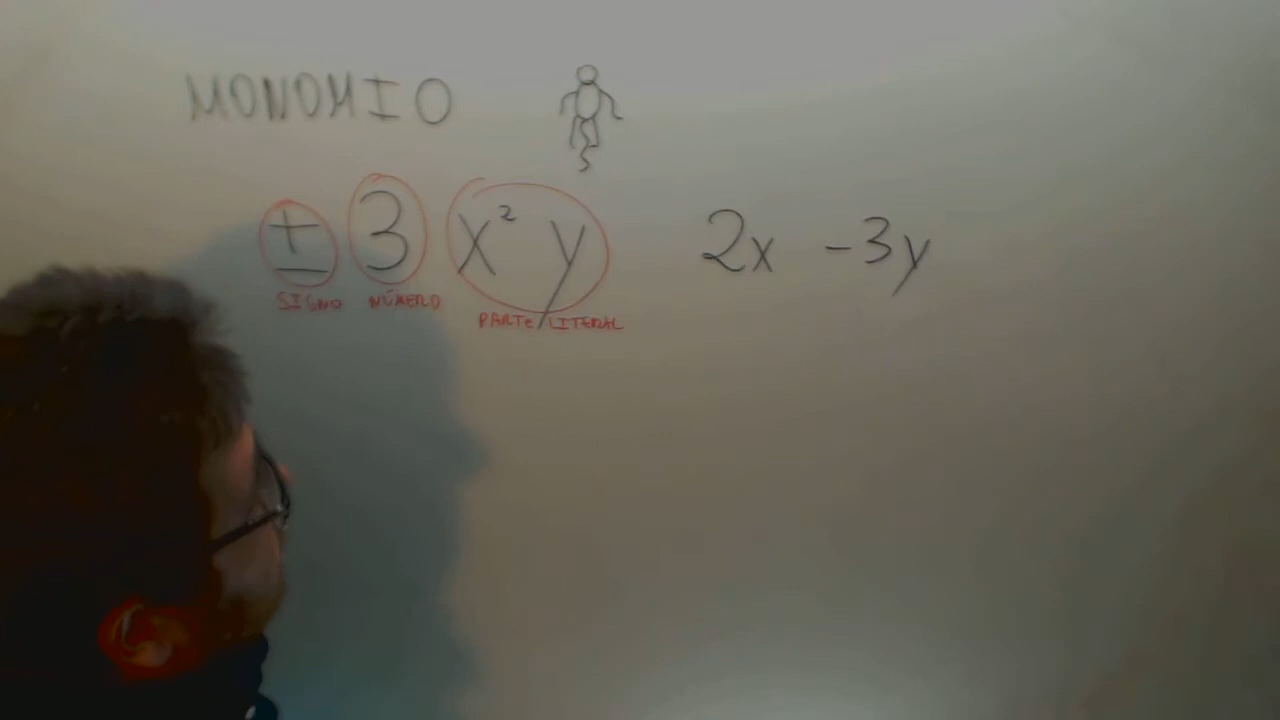 MONOMIO
± 3 x² y 2x -3y
SIGNO NÚMERO
PARTE LITERAL